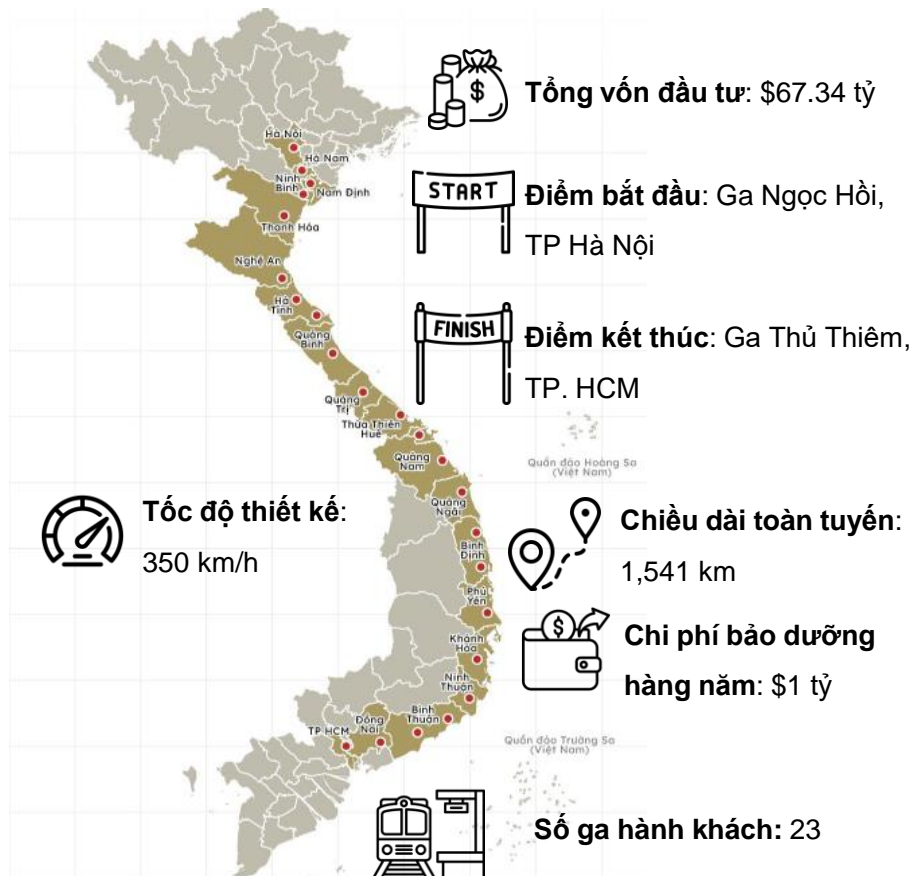 Tổng vốn đầu tư: $67.34 tỷ
Hà Nội
Hà Nam
Ninh
Bình
Nam Định
START
Điểm bắt đầu: Ga Ngọc Hồi,
TP Hà Nội
Thanh Hóa
Nghệ An
Hà
Tĩnh
FINISH
Điểm kết thúc: Ga Thủ Thiêm,
TP. HCM
Quảng
Bình
Quảng
Trị
Thừa Thiên
Huế
Quảng
Nam
Quần đảo Hoàng Sa
(Việt Nam)
Quảng
Ngãi
Tốc độ thiết kế:
350 km/h
Chiều dài toàn tuyến:
1,541 km
Bình
Định
Phú
Yên
Khánh
Hòa
Chi phí bảo dưỡng
hàng năm: $1 tỷ
Ninh
Thuận
Bình
Thuận
Đồng
Nai
TP HCM
Quần đảo Trường Sa
(Việt Nam)
Số ga hành khách: 23